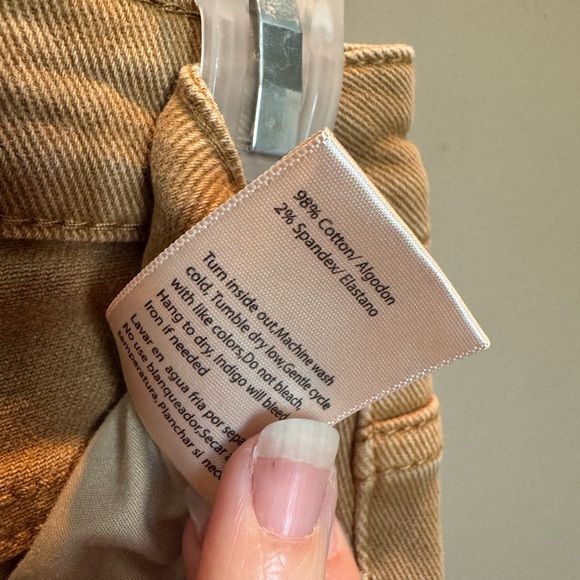 98% Cotton/ Algodon
2% Spandex/ Elastano
Turn inside out,Machine wash
cold, Tumble dry low.Gentle cycle
with like colors,Do not bleach,
Hang to dry, Indigo will bleed
Iron if needed
Lavar en agua fria por
No use blanqueador,Secar
temperatura,Planchar si